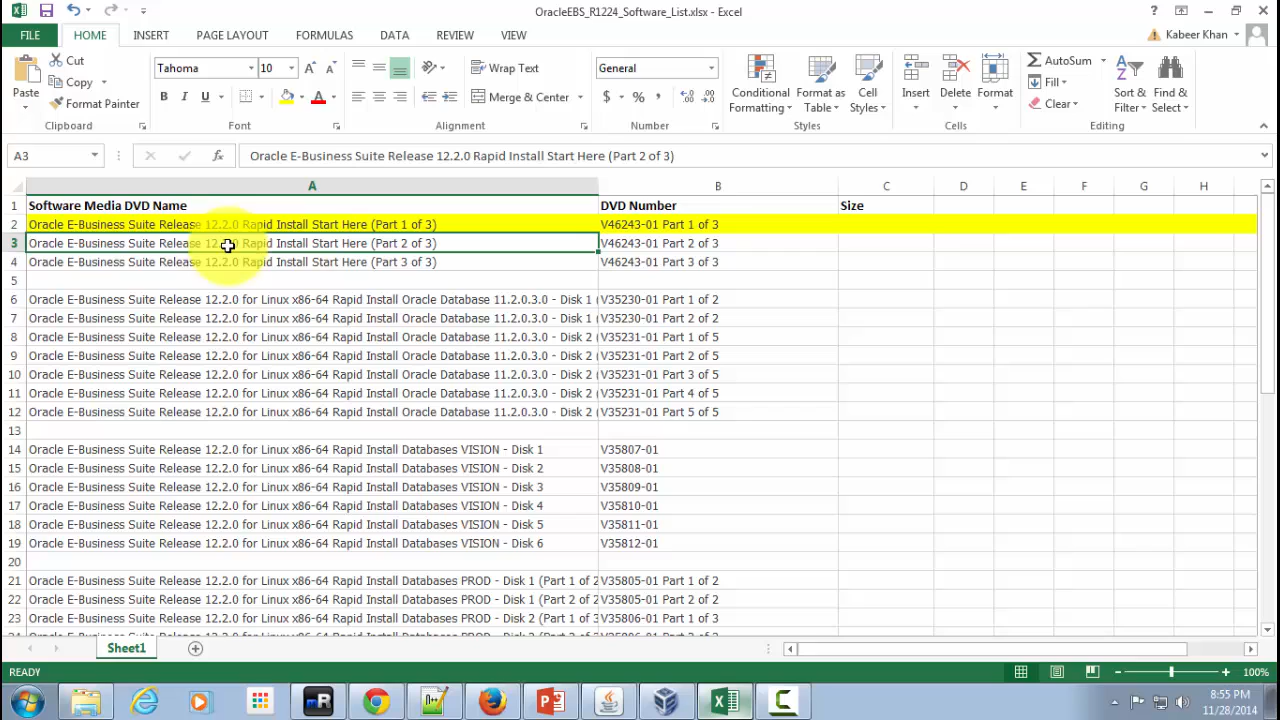 OracleEBS_R1224_Software_List.xlsx - Excel
?
FILE HOME INSERT PAGE LAYOUT FORMULAS DATA REVIEW VIEW Kabeer Khan
Paste Cut Copy Format Painter
Clipboard
Tahoma 10
B I U
Font
Wrap Text
Merge & Center
Alignment
General
$ % ,
Number
Conditional Formatting Format as Table Cell Styles
Styles
Insert Delete Format
Cells
AutoSum Fill Clear
Sort & Filter Find & Select
Editing
A3 fx Oracle E-Business Suite Release 12.2.0 Rapid Install Start Here (Part 2 of 3)
A B C D E F G H
1 Software Media DVD Name DVD Number Size
2 Oracle E-Business Suite Release 12.2.0 Rapid Install Start Here (Part 1 of 3) V46243-01 Part 1 of 3
3 Oracle E-Business Suite Release 12.2.0 Rapid Install Start Here (Part 2 of 3) V46243-01 Part 2 of 3
4 Oracle E-Business Suite Release 12.2.0 Rapid Install Start Here (Part 3 of 3) V46243-01 Part 3 of 3
5
6 Oracle E-Business Suite Release 12.2.0 for Linux x86-64 Rapid Install Oracle Database 11.2.0.3.0 - Disk 1 ( V35230-01 Part 1 of 2
7 Oracle E-Business Suite Release 12.2.0 for Linux x86-64 Rapid Install Oracle Database 11.2.0.3.0 - Disk 1 ( V35230-01 Part 2 of 2
8 Oracle E-Business Suite Release 12.2.0 for Linux x86-64 Rapid Install Oracle Database 11.2.0.3.0 - Disk 2 ( V35231-01 Part 1 of 5
9 Oracle E-Business Suite Release 12.2.0 for Linux x86-64 Rapid Install Oracle Database 11.2.0.3.0 - Disk 2 ( V35231-01 Part 2 of 5
10 Oracle E-Business Suite Release 12.2.0 for Linux x86-64 Rapid Install Oracle Database 11.2.0.3.0 - Disk 2 ( V35231-01 Part 3 of 5
11 Oracle E-Business Suite Release 12.2.0 for Linux x86-64 Rapid Install Oracle Database 11.2.0.3.0 - Disk 2 ( V35231-01 Part 4 of 5
12 Oracle E-Business Suite Release 12.2.0 for Linux x86-64 Rapid Install Oracle Database 11.2.0.3.0 - Disk 2 ( V35231-01 Part 5 of 5
13
14 Oracle E-Business Suite Release 12.2.0 for Linux x86-64 Rapid Install Databases VISION - Disk 1 V35807-01
15 Oracle E-Business Suite Release 12.2.0 for Linux x86-64 Rapid Install Databases VISION - Disk 2 V35808-01
16 Oracle E-Business Suite Release 12.2.0 for Linux x86-64 Rapid Install Databases VISION - Disk 3 V35809-01
17 Oracle E-Business Suite Release 12.2.0 for Linux x86-64 Rapid Install Databases VISION - Disk 4 V35810-01
18 Oracle E-Business Suite Release 12.2.0 for Linux x86-64 Rapid Install Databases VISION - Disk 5 V35811-01
19 Oracle E-Business Suite Release 12.2.0 for Linux x86-64 Rapid Install Databases VISION - Disk 6 V35812-01
20
21 Oracle E-Business Suite Release 12.2.0 for Linux x86-64 Rapid Install Databases PROD - Disk 1 (Part 1 of 2 V35805-01 Part 1 of 2
22 Oracle E-Business Suite Release 12.2.0 for Linux x86-64 Rapid Install Databases PROD - Disk 1 (Part 2 of 2 V35805-01 Part 2 of 2
23 Oracle E-Business Suite Release 12.2.0 for Linux x86-64 Rapid Install Databases PROD - Disk 2 (Part 1 of 3 V35806-01 Part 1 of 3
Sheet1
READY 100%
8:55 PM
11/28/2014